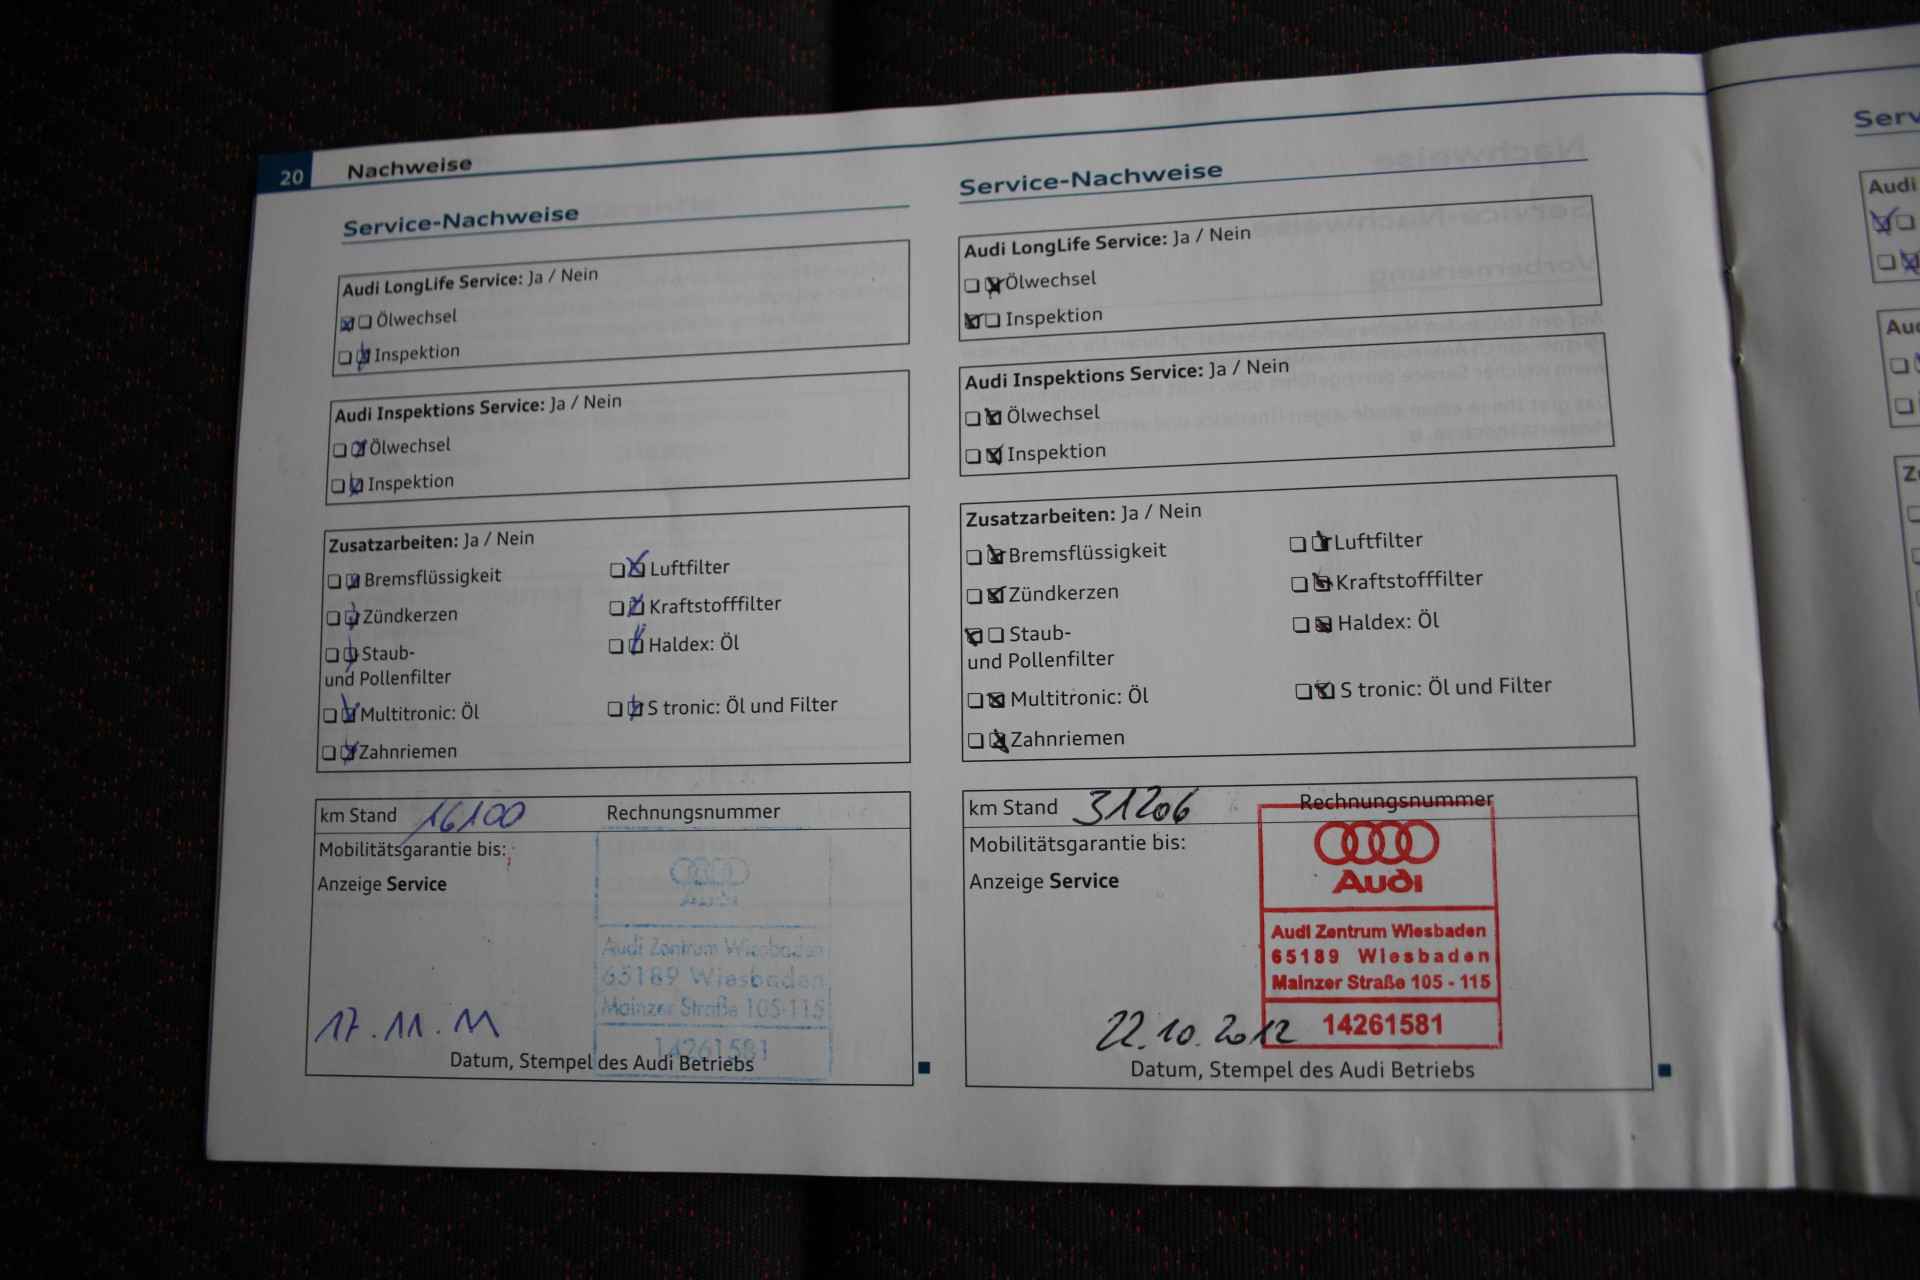 20 Nachweise
Service-Nachweise
Audi LongLife Service: Ja / Nein
Ölwechsel
Inspektion
Audi Inspektions Service: Ja / Nein
Ölwechsel
Inspektion
Zusatzarbeiten: Ja / Nein
Bremsflüssigkeit Luftfilter
Zündkerzen Kraftstofffilter
Staub- Haldex: Öl
und Pollenfilter
Multitronic: Öl S tronic: Öl und Filter
Zahnriemen
km Stand 16100 Rechnungsnummer
Mobilitätsgarantie bis:
Anzeige Service
Audi
Audi Zentrum Wiesbaden
65189 Wiesbaden
Mainzer Straße 105-115
17.11.11
14261581
Datum, Stempel des Audi Betriebs
Service-Nachweise
Audi LongLife Service: Ja / Nein
Ölwechsel
Inspektion
Audi Inspektions Service: Ja / Nein
Ölwechsel
Inspektion
Zusatzarbeiten: Ja / Nein
Bremsflüssigkeit Luftfilter
Zündkerzen Kraftstofffilter
Staub- Haldex: Öl
und Pollenfilter
Multitronic: Öl S tronic: Öl und Filter
Zahnriemen
km Stand 31206 Rechnungsnummer
Mobilitätsgarantie bis:
Anzeige Service
Audi
Audi Zentrum Wiesbaden
65189 Wiesbaden
Mainzer Straße 105 - 115
22.10.2012 14261581
Datum, Stempel des Audi Betriebs
Audi